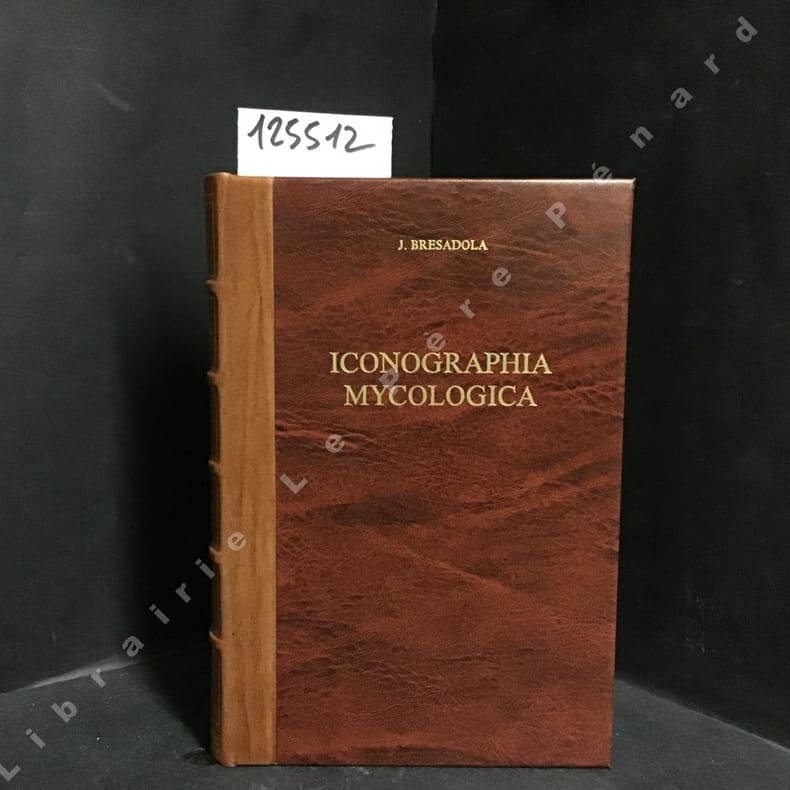 125512
J. BRESADOLA
ICONOGRAPHIA
MYCOLOGICA
Librairie Le Père Pénard